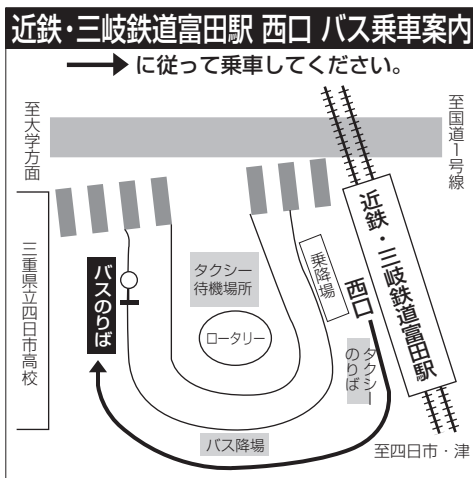 近鉄・三岐鉄道富田駅 西口 バス乗車案内
に従って乗車してください。
至大学方面
至国道1号線
三重県立四日市高校
バスのりば
タクシー
待機場所
ロータリー
乗降場
西口
近鉄・三岐鉄道富田駅
タクシー
のりば
バス降場
至四日市・津